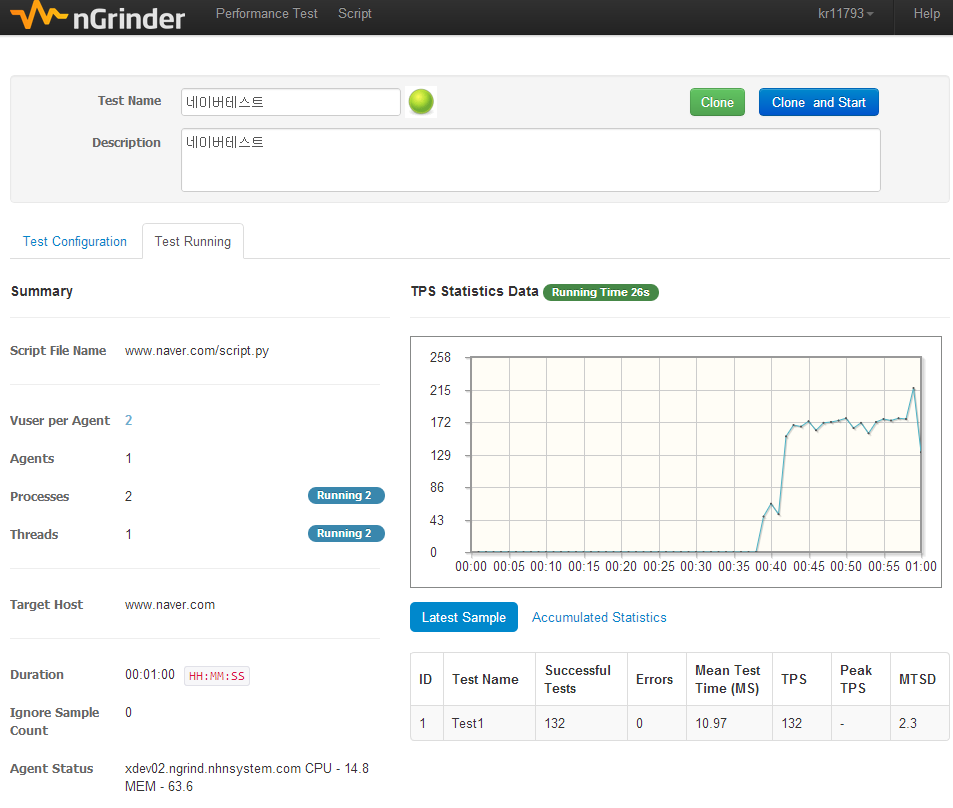 nGrinder Performance Test Script kr11793 Help
Test Name 네이버테스트 Clone Clone and Start
Description 네이버테스트
Test Configuration Test Running
Summary
Script File Name www.naver.com/script.py
Vuser per Agent 2
Agents 1
Processes 2 Running 2
Threads 1 Running 2
Target Host www.naver.com
Duration 00:01:00 HH:MM:SS
Ignore Sample
Count
0
Agent Status xdev02.ngrind.nhnsystem.com CPU - 14.8
MEM - 63.6
TPS Statistics Data Running Time 26s
258
215
172
129
86
43
0
00:00 00:05 00:10 00:15 00:20 00:25 00:30 00:35 00:40 00:45 00:50 00:55 01:00
Latest Sample Accumulated Statistics
ID Test Name Successful Tests Errors Mean Test Time (MS) TPS Peak TPS MTSD
1 Test1 132 0 10.97 132 - 2.3